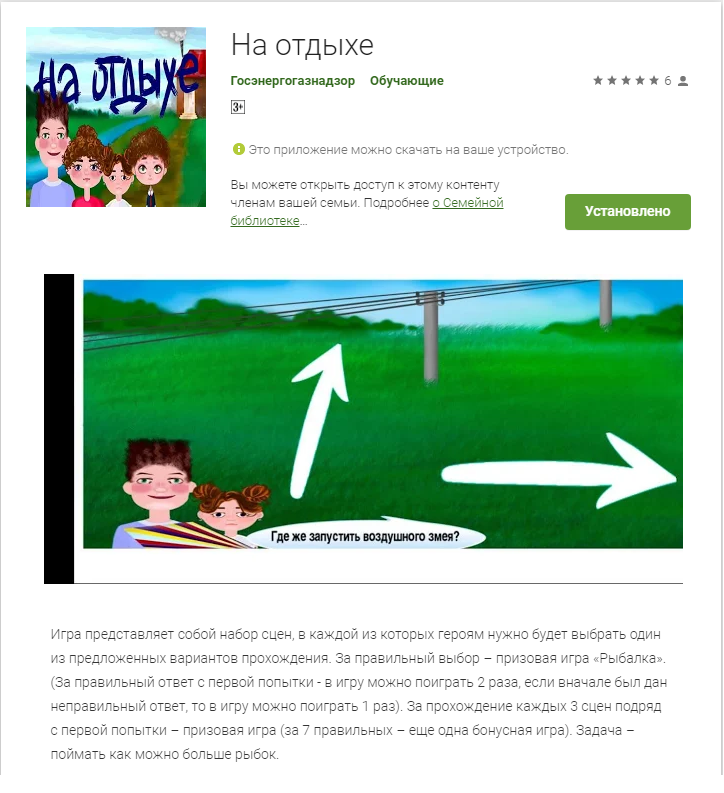 на отдыхе
На отдыхе
Госэнергогазнадзор Обучающие
6
3+
Это приложение можно скачать на ваше устройство.
Вы можете открыть доступ к этому контенту
членам вашей семьи. Подробнее о Семейной
библиотеке…
Установлено
Где же запустить воздушного змея?
Игра представляет собой набор сцен, в каждой из которых героям нужно будет выбрать один
из предложенных вариантов прохождения. За правильный выбор – призовая игра «Рыбалка».
(За правильный ответ с первой попытки - в игру можно поиграть 2 раза, если вначале был дан
неправильный ответ, то в игру можно поиграть 1 раз). За прохождение каждых 3 сцен подряд
с первой попытки – призовая игра (за 7 правильных – еще одна бонусная игра). Задача –
поймать как можно больше рыбок.